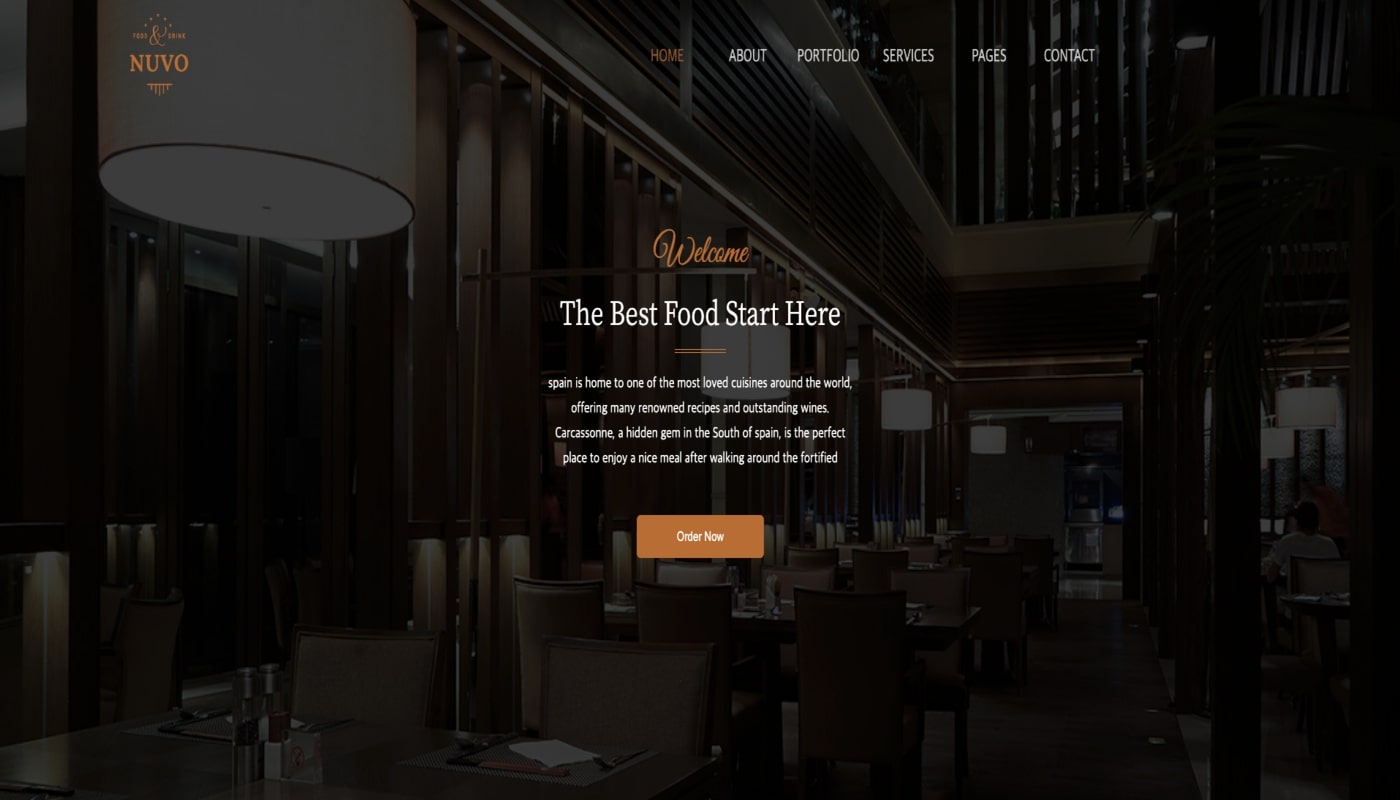 FOOD & DRINK
NUVO
HOME ABOUT PORTFOLIO SERVICES PAGES CONTACT
Welcome
The Best Food Start Here
spain is home to one of the most loved cuisines around the world,
offering many renowned recipes and outstanding wines.
Carcassonne, a hidden gem in the South of spain, is the perfect
place to enjoy a nice meal after walking around the fortified
Order Now